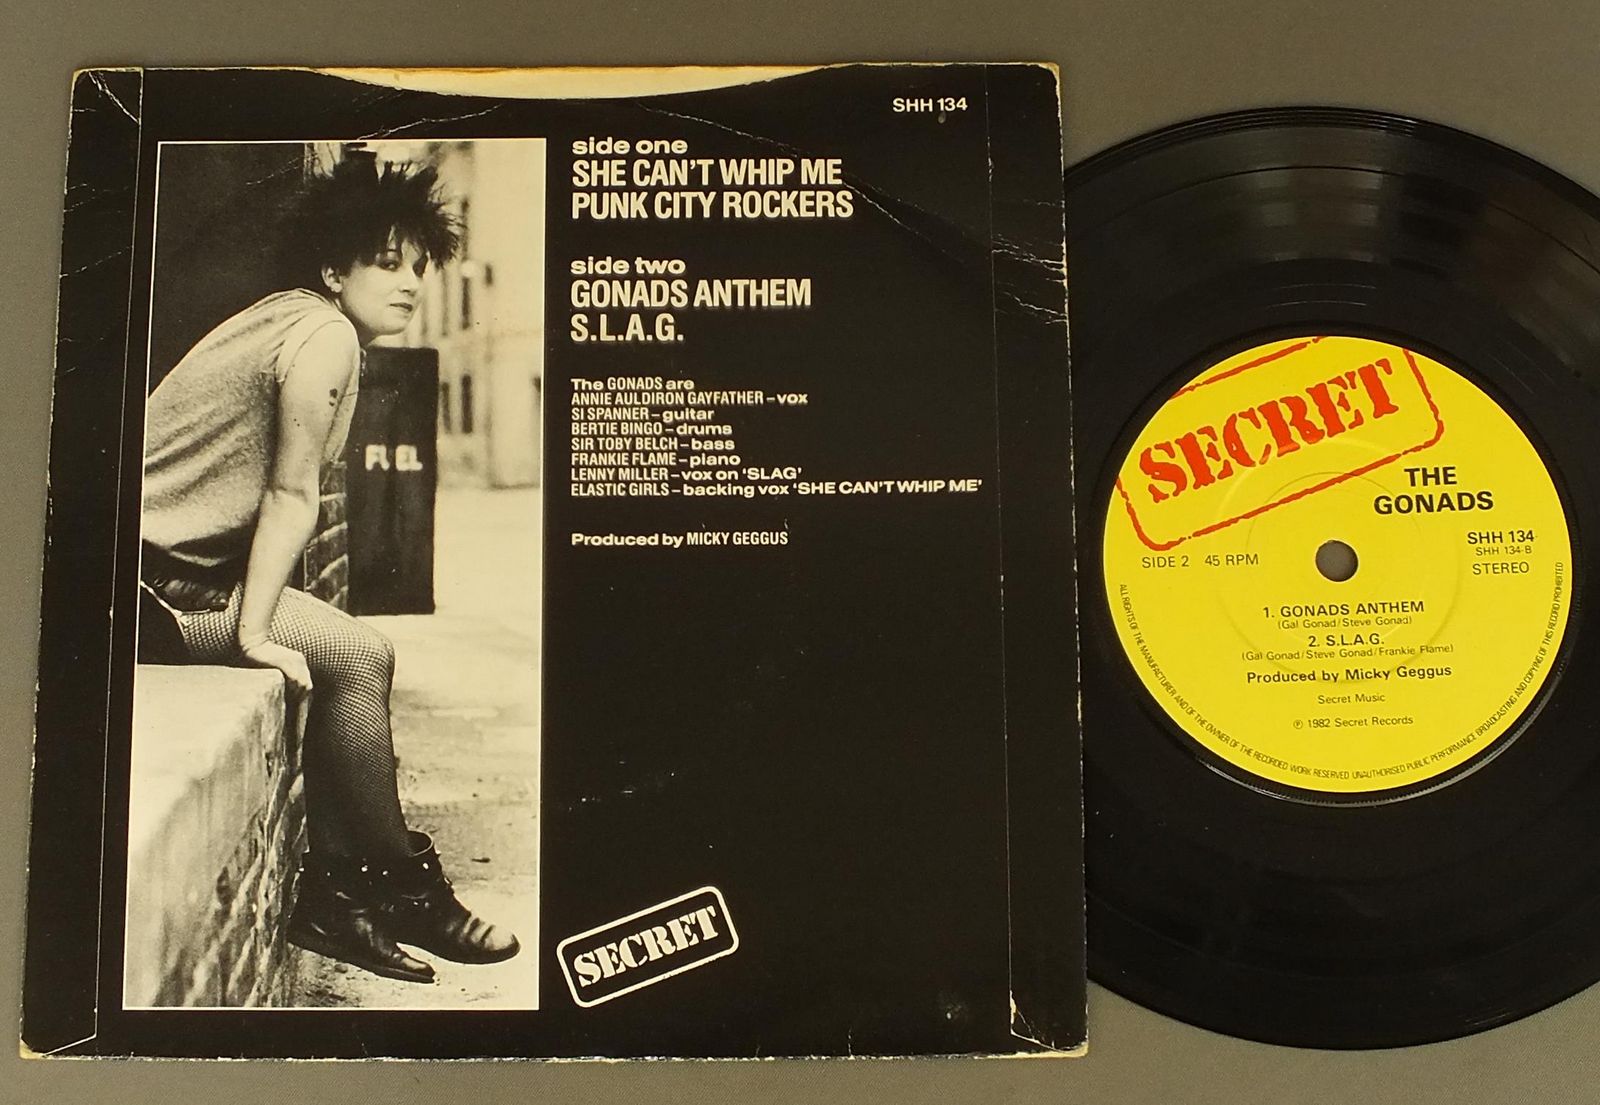 SHH 134
side one
SHE CAN'T WHIP ME
PUNK CITY ROCKERS
side two
GONADS ANTHEM
S.L.A.G.
The GONADS are
ANNIE AULDIRON GAYFATHER – vox
SI SPANNER – guitar
BERTIE BINGO – drums
SIR TOBY BELCH – bass
FRANKIE FLAME – piano
LENNY MILLER – vox on 'SLAG'
ELASTIC GIRLS – backing vox 'SHE CAN'T WHIP ME'
Produced by MICKY GEGGUS
FUEL
SECRET
SECRET
THE
GONADS
SHH 134
SHH 134-B
STEREO
SIDE 2 45 RPM
1. GONADS ANTHEM
(Gal Gonad/Steve Gonad)
2. S.L.A.G.
(Gal Gonad/Steve Gonad/Frankie Flame)
Produced by Micky Geggus
Secret Music
℗ 1982 Secret Records
ALL RIGHTS OF THE MANUFACTURER AND OF THE OWNER OF THE RECORDED WORK RESERVED UNAUTHORISED PUBLIC PERFORMANCE BROADCASTING AND COPYING OF THIS RECORD PROHIBITED